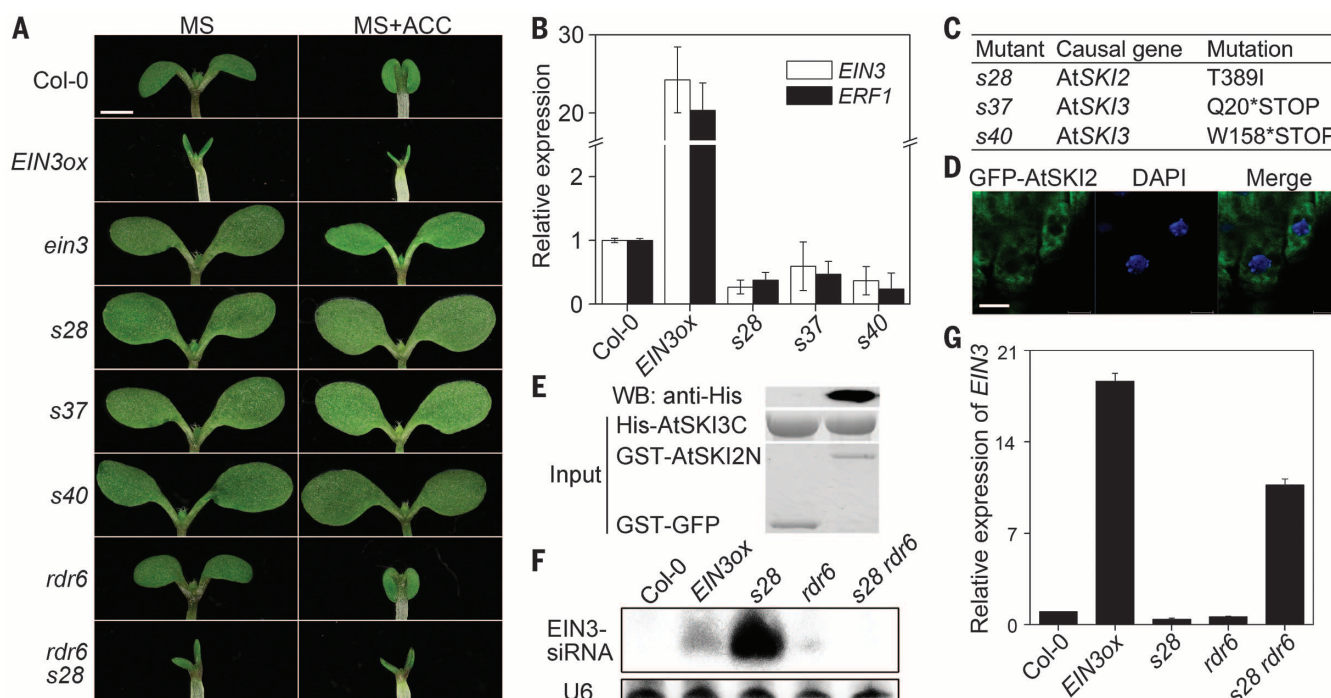 A
MS
MS+ACC
Col-0
EIN3ox
ein3
s28
s37
s40
rdr6
rdr6
s28
B
30
20
2
1
0
Relative expression
EIN3
ERF1
Col-0
EIN3ox
s28
s37
s40
C
Mutant Causal gene Mutation
s28 AtSKI2 T389I
s37 AtSKI3 Q20*STOP
s40 AtSKI3 W158*STOP
D
GFP-AtSKI2 DAPI Merge
E
WB: anti-His
His-AtSKI3C
Input
GST-AtSKI2N
GST-GFP
F
Col-0
EIN3ox
s28
rdr6
s28 rdr6
EIN3-
siRNA
U6
G
21
14
7
0
Relative expression of EIN3
Col-0
EIN3ox
s28
rdr6
s28 rdr6